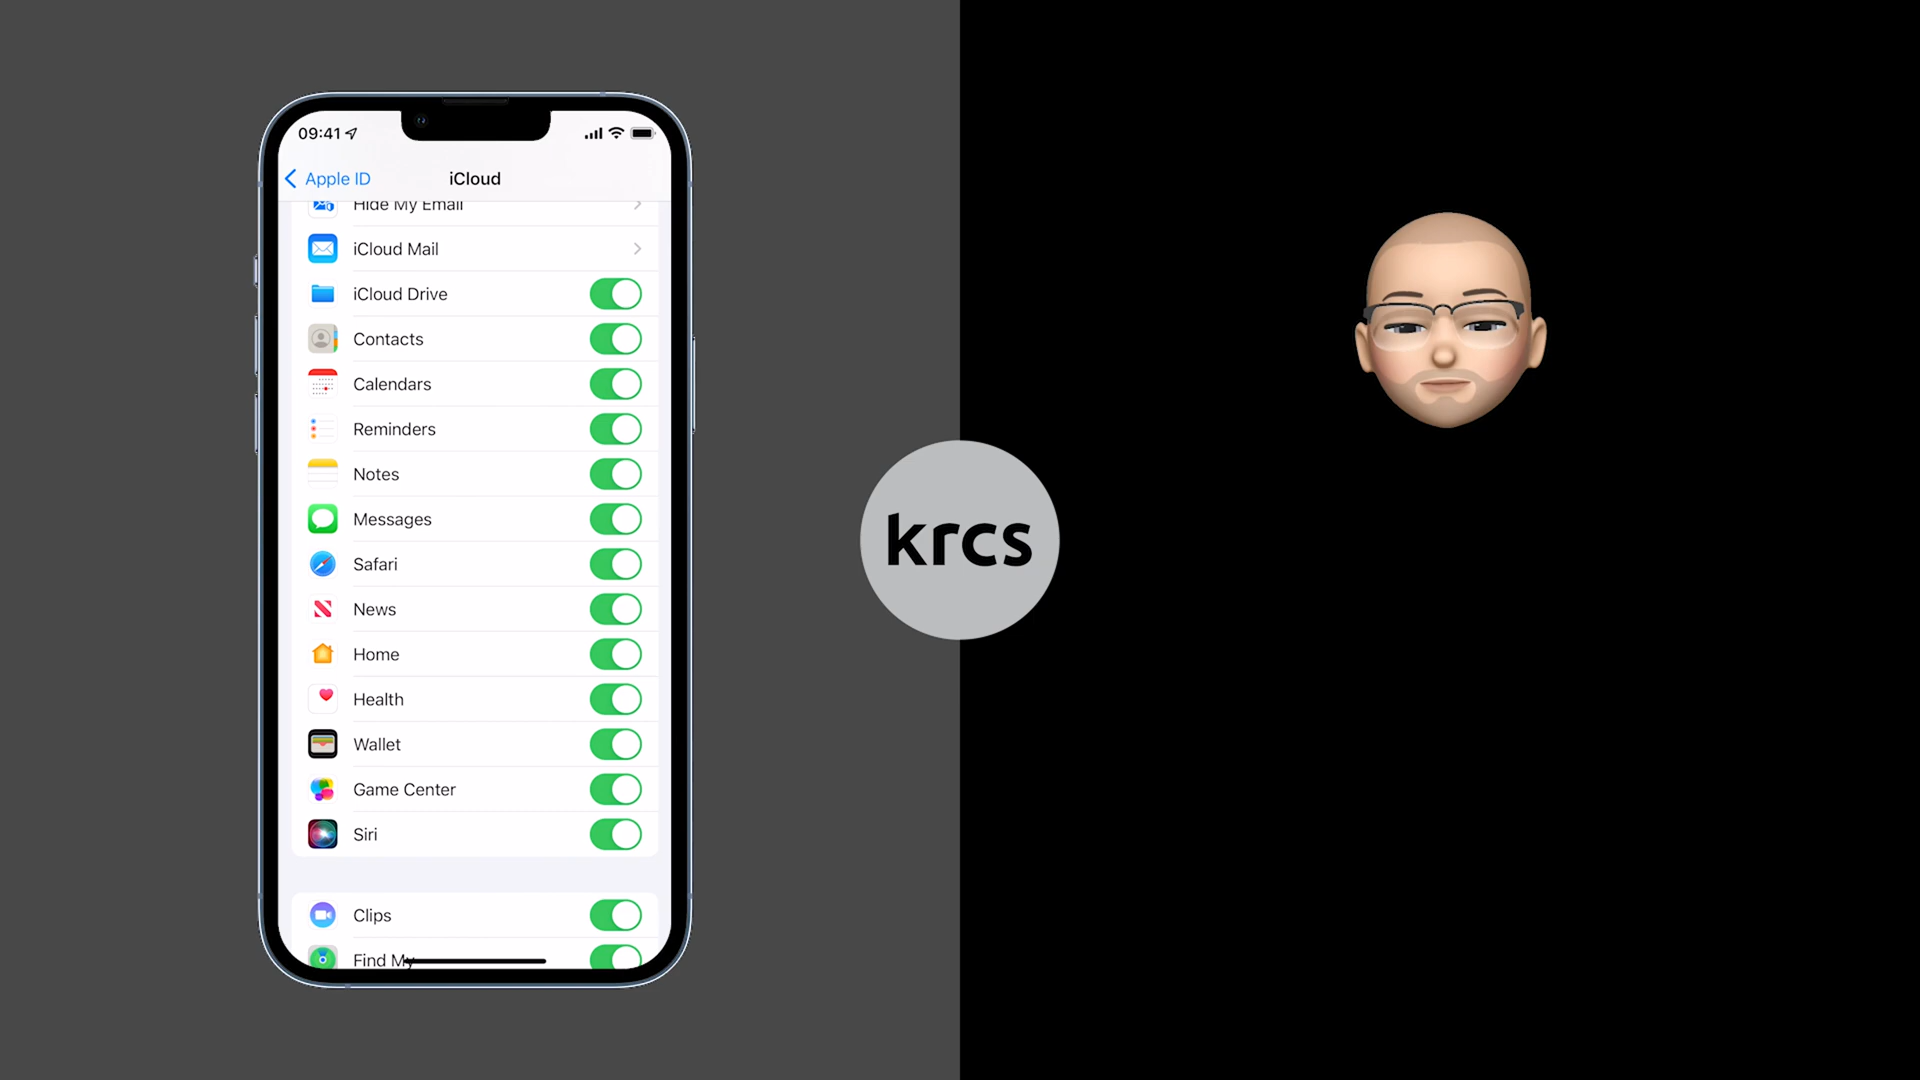 09:41
Apple ID
iCloud
Hide My Email
iCloud Mail
iCloud Drive
Contacts
Calendars
Reminders
Notes
Messages
Safari
News
Home
Health
Wallet
Game Center
Siri
Clips
Find My
krcs